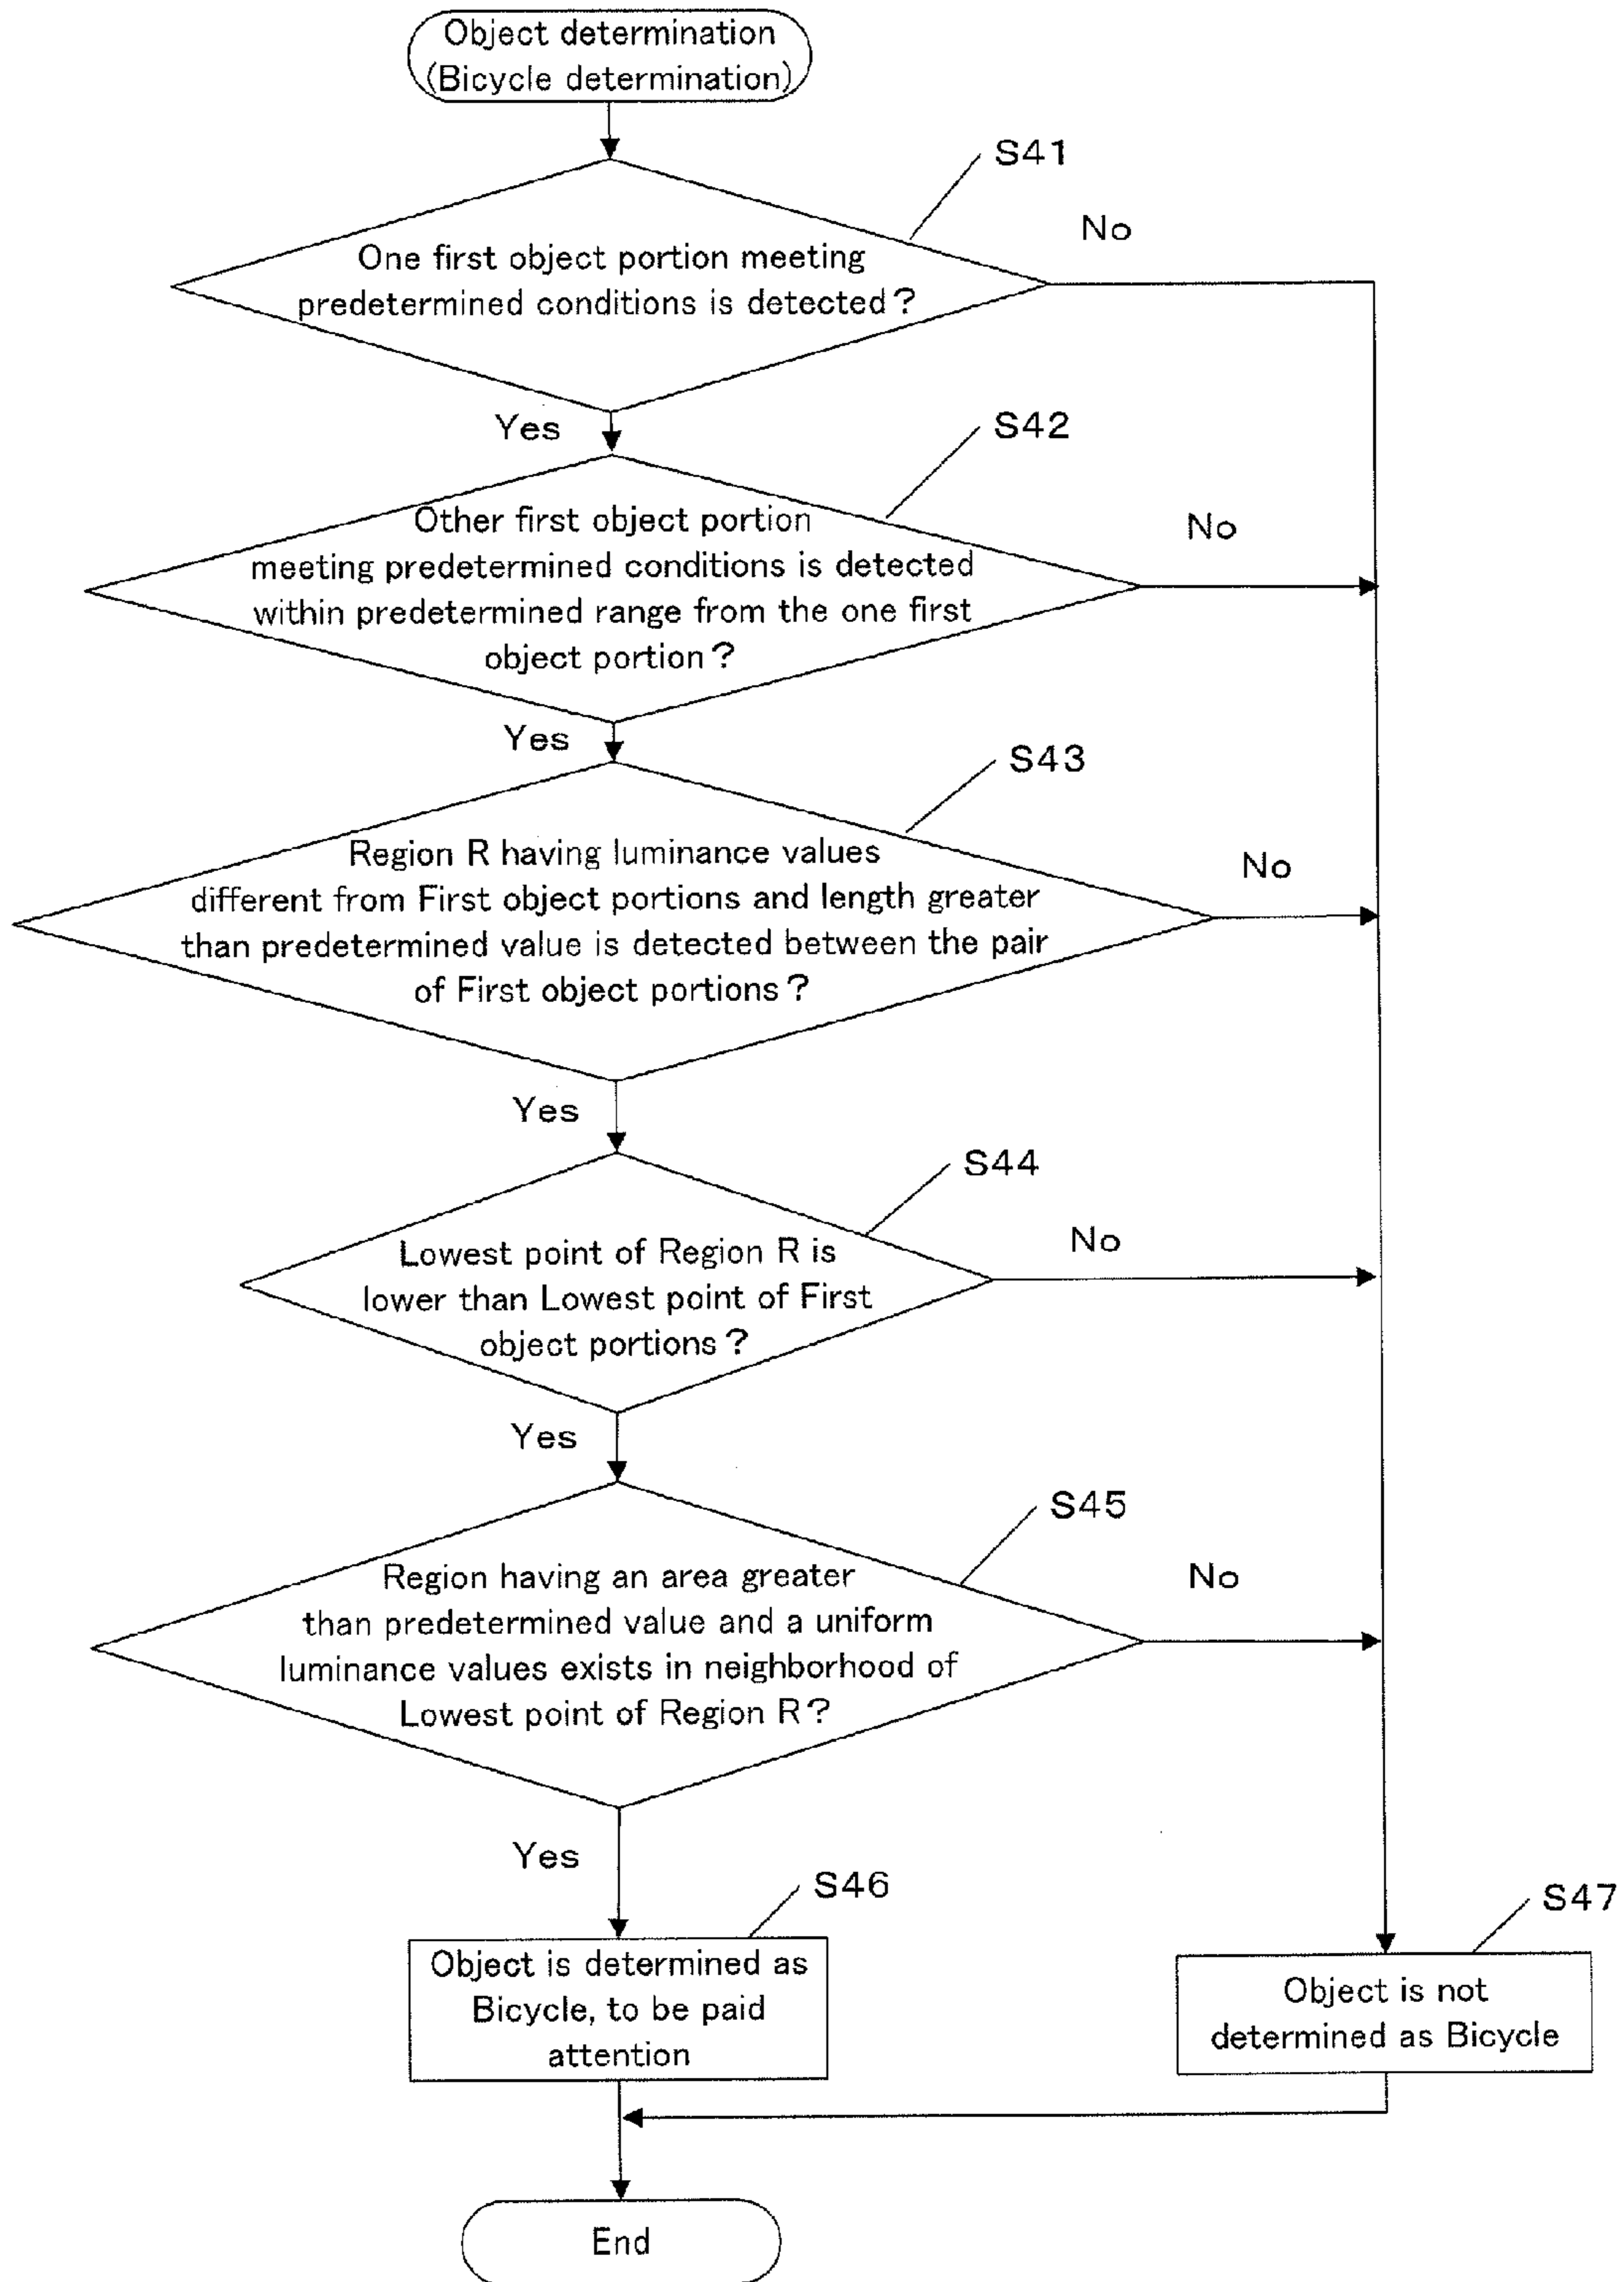 Object determination
(Bicycle determination)
S41
No
One first object portion meeting
predetermined conditions is detected?
Yes
S42
No
Other first object portion
meeting predetermined conditions is detected
within predetermined range from the one first
object portion?
Yes
S43
No
Region R having luminance values
different from First object portions and length greater
than predetermined value is detected between the pair
of First object portions?
Yes
S44
No
Lowest point of Region R is
lower than Lowest point of First
object portions?
Yes
S45
No
Region having an area greater
than predetermined value and a uniform
luminance values exists in neighborhood of
Lowest point of Region R?
Yes
S46
S47
Object is determined as
Bicycle, to be paid
attention
Object is not
determined as Bicycle
End